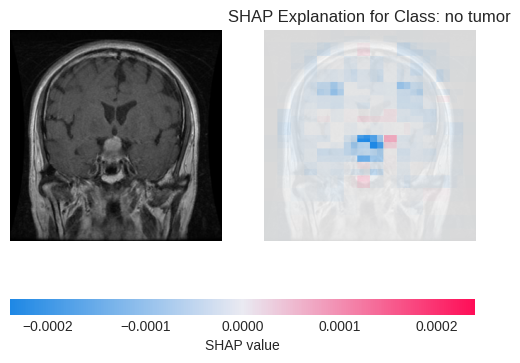 SHAP Explanation for Class: no tumor
−0.0002 −0.0001 0.0000 0.0001 0.0002
SHAP value